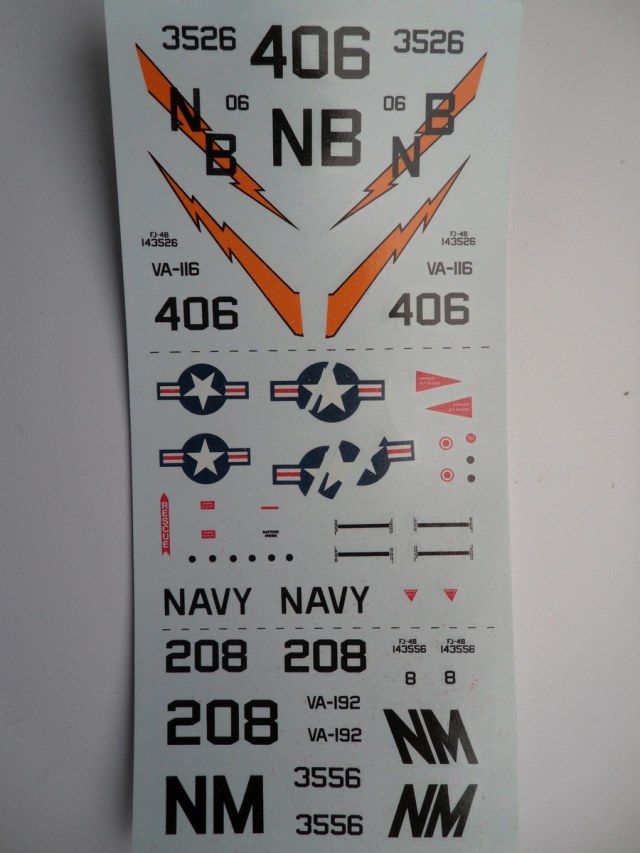 3526 406 3526
N B 06 NB 06 B N
FJ-4B FJ-4B
143526 143526
VA-116 VA-116
406 406
RESCUE
NAVY NAVY
208 208 FJ-4B FJ-4B
143556 143556
8 8
208 VA-192
VA-192 NM
NM 3556
3556 NM